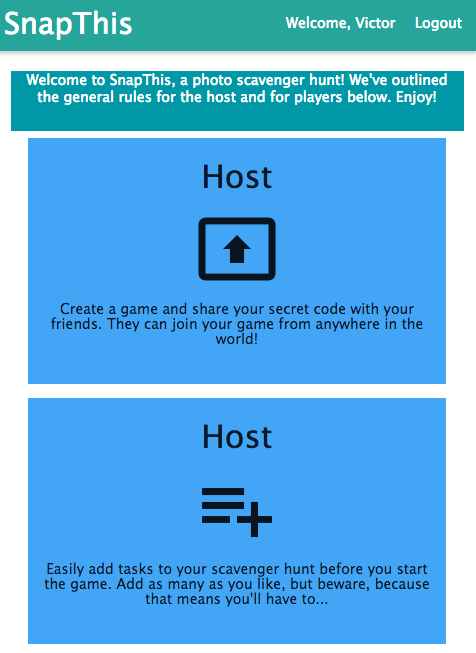 SnapThis
Welcome, Victor Logout
Welcome to SnapThis, a photo scavenger hunt! We've outlined
the general rules for the host and for players below. Enjoy!
Host
Create a game and share your secret code with your
friends. They can join your game from anywhere in the
world!
Host
Easily add tasks to your scavenger hunt before you start
the game. Add as many as you like, but beware, because
that means you'll have to...